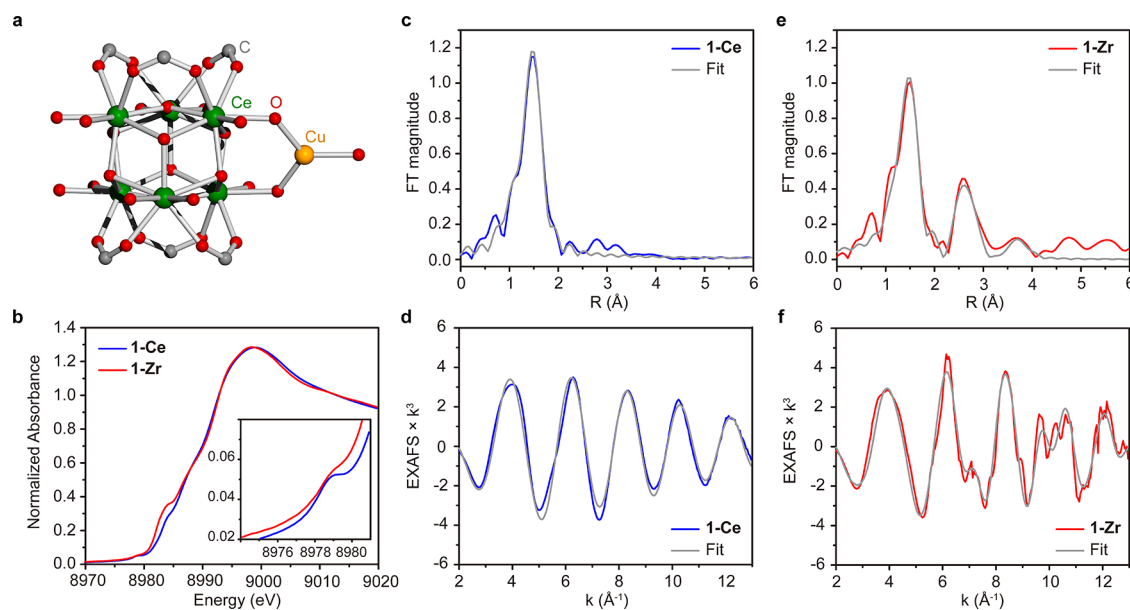 a
C
Ce
O
Cu
b
1.4
1.2
1.0
0.8
0.6
0.4
0.2
0.0
Normalized Absorbance
1-Ce
1-Zr
0.06
0.04
0.02
8976 8978 8980
8970 8980 8990 9000 9010 9020
Energy (eV)
c
1.2
1.0
0.8
0.6
0.4
0.2
0.0
FT magnitude
1-Ce
Fit
0 1 2 3 4 5 6
R (Å)
d
6
4
2
0
-2
-4
-6
EXAFS × k³
1-Ce
Fit
2 4 6 8 10 12
k (Å⁻¹)
e
1.2
1.0
0.8
0.6
0.4
0.2
0.0
FT magnitude
1-Zr
Fit
0 1 2 3 4 5 6
R (Å)
f
6
4
2
0
-2
-4
-6
EXAFS × k³
1-Zr
Fit
2 4 6 8 10 12
k (Å⁻¹)